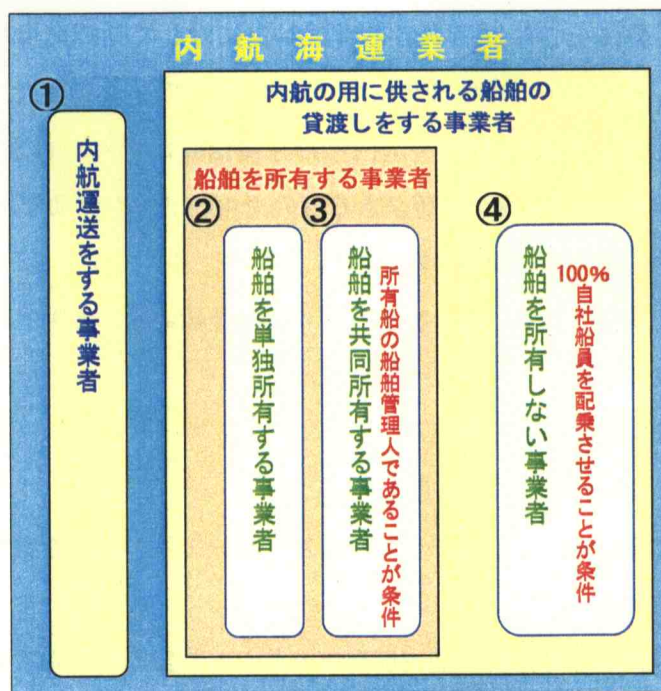 内航海運業者
①
内航運送をする事業者
内航の用に供される船舶の
貸渡しをする事業者
船舶を所有する事業者
②
船舶を単独所有する事業者
③
所有船の船舶管理人であることが条件
船舶を共同所有する事業者
④
100%
自社船員を配乗させることが条件
船舶を所有しない事業者